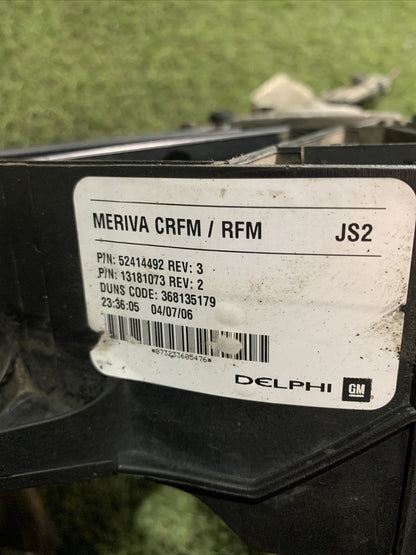 MERIVA CRFM / RFM JS2
P/N: 52414492 REV: 3
P/N: 13181073 REV: 2
DUNS CODE: 368135179
23:36:05 04/07/06
*073233605476*
DELPHI GM